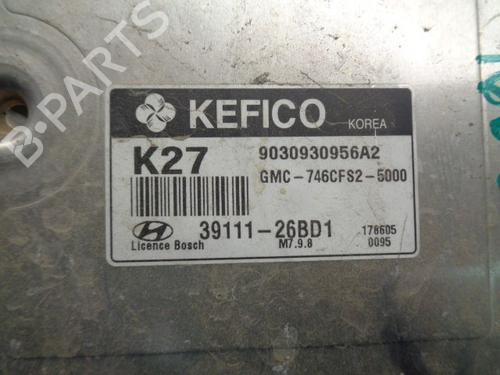 KEFICO KOREA
K27 9030930956A2
GMC-746CFS2-5000
39111-26BD1 178605
Licence Bosch M7.9.8 0095
B-PARTS